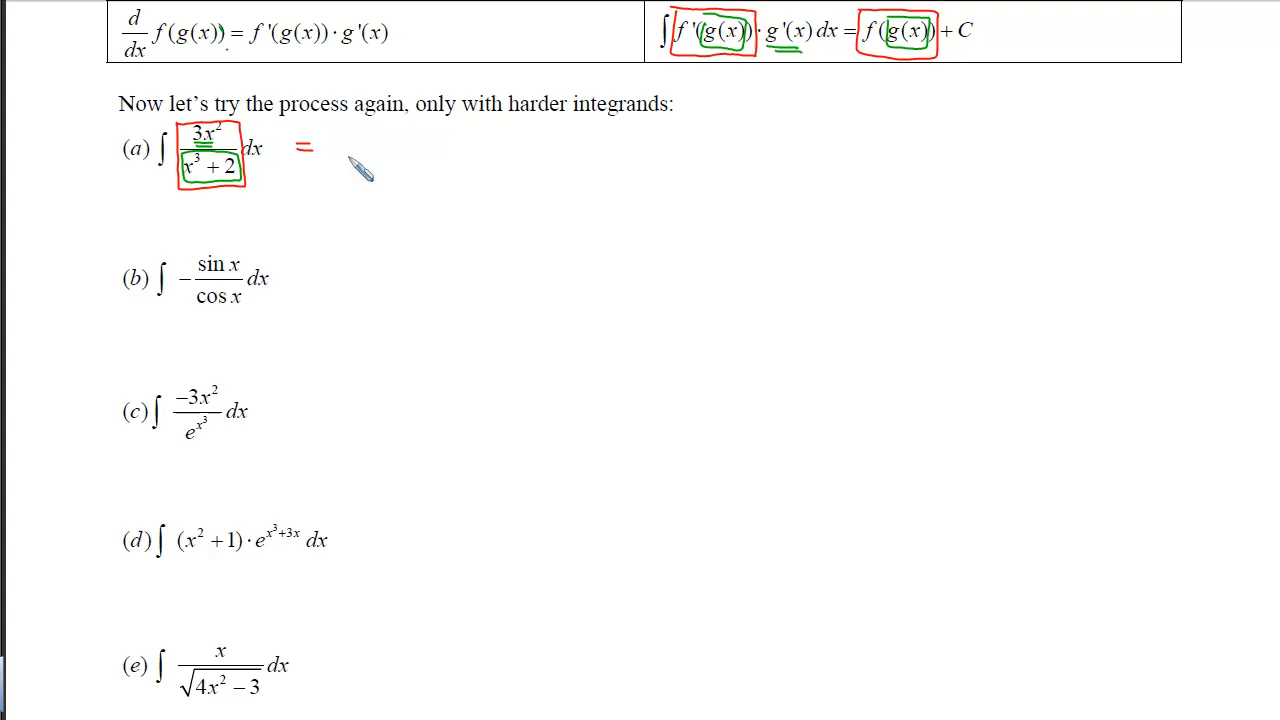 d/dx f(g(x)) = f '(g(x)) · g '(x)
∫ f '(g(x)) · g '(x) dx = f(g(x)) + C
Now let’s try the process again, only with harder integrands:
(a) ∫ 3x²/(x³ + 2) dx =
(b) ∫ − sin x/cos x dx
(c) ∫ −3x²/e^(x³) dx
(d) ∫ (x² + 1) · e^(x³+3x) dx
(e) ∫ x/√(4x² − 3) dx